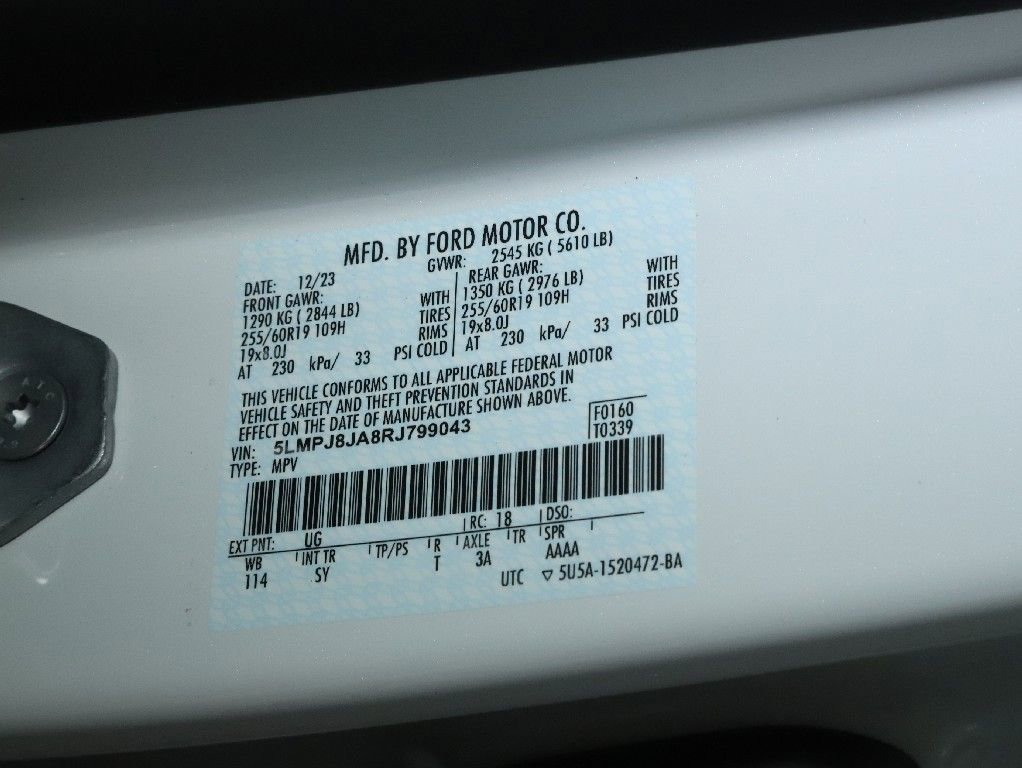 MFD. BY FORD MOTOR CO.
DATE: 12/23 GVWR: 2545 KG ( 5610 LB)
FRONT GAWR: REAR GAWR:
1290 KG ( 2844 LB) WITH 1350 KG ( 2976 LB) WITH
255/60R19 109H TIRES 255/60R19 109H TIRES
19x8.0J RIMS 19x8.0J RIMS
AT 230 kPa/ 33 PSI COLD AT 230 kPa/ 33 PSI COLD
THIS VEHICLE CONFORMS TO ALL APPLICABLE FEDERAL MOTOR
VEHICLE SAFETY AND THEFT PREVENTION STANDARDS IN
EFFECT ON THE DATE OF MANUFACTURE SHOWN ABOVE.
VIN: 5LMPJ8JA8RJ799043 F0160
TYPE: MPV T0339
EXT PNT: UG RC: 18 DSO:
WB INT TR TP/PS R AXLE TR SPR
114 SY T 3A AAAA
UTC ▽ 5U5A-1520472-BA